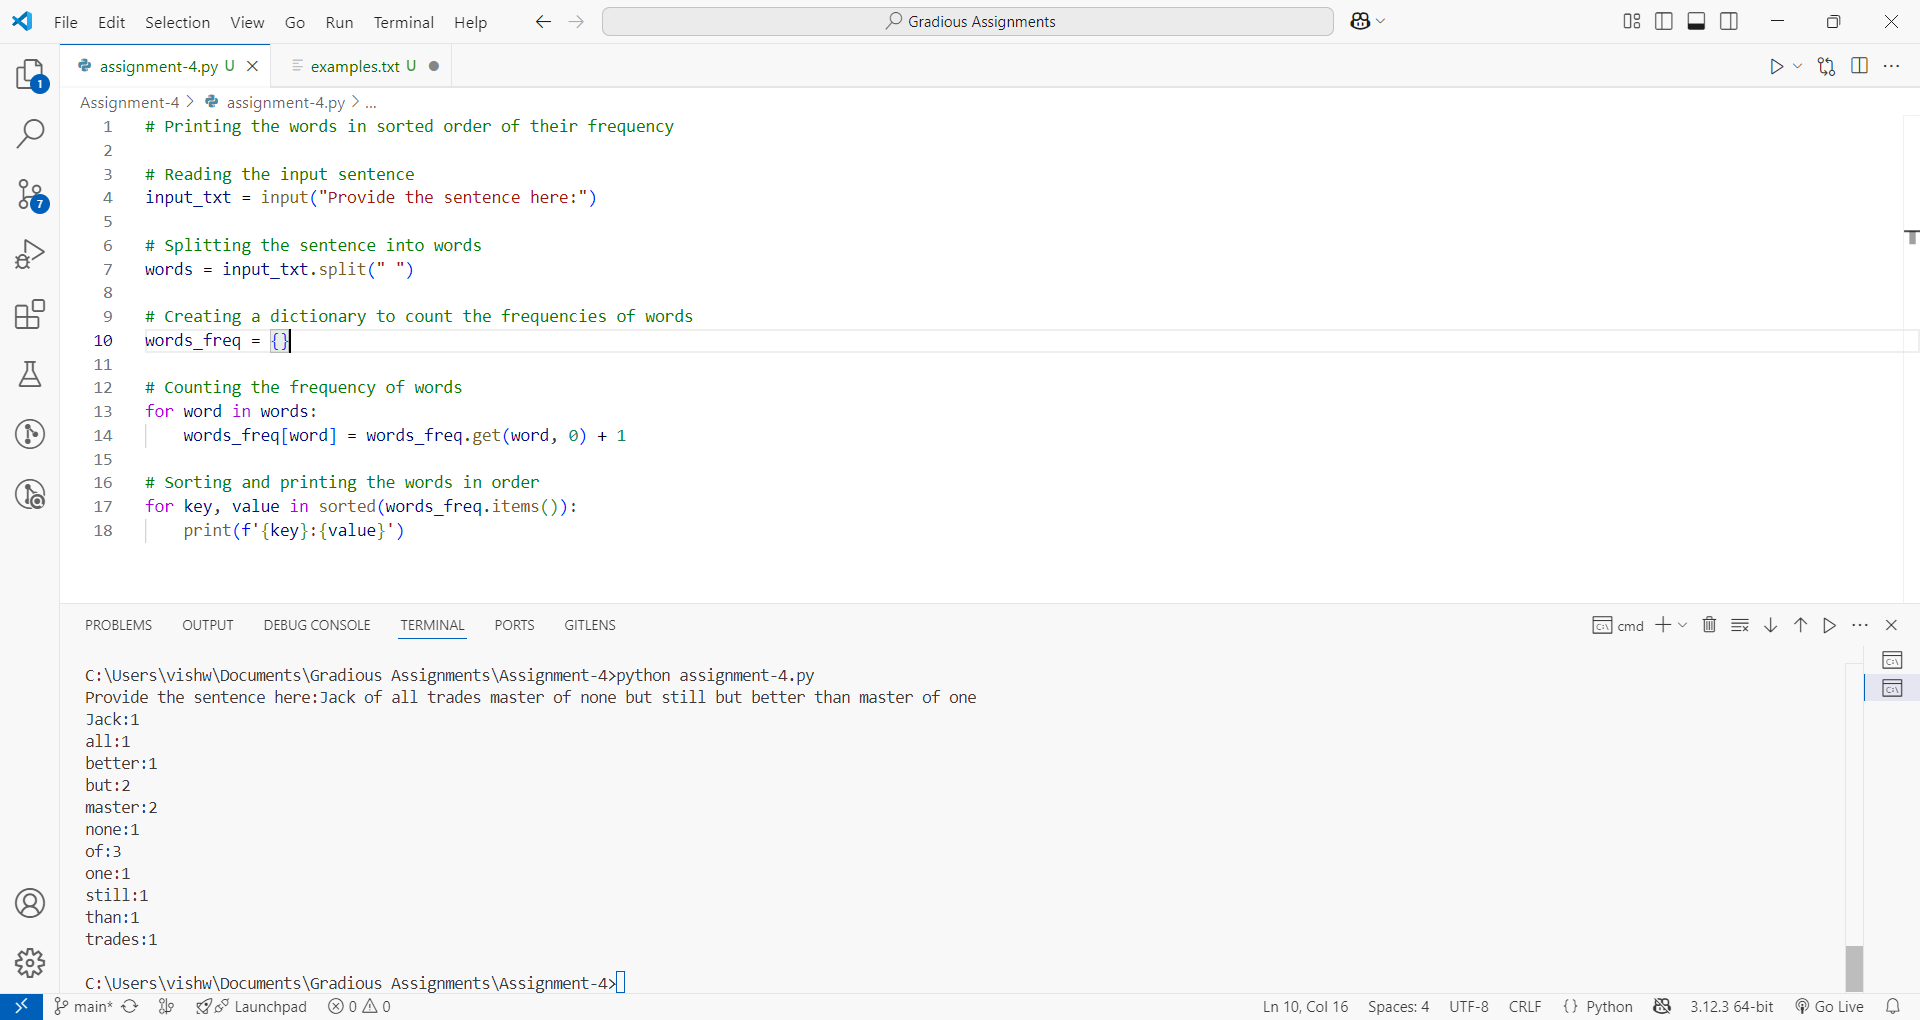 File Edit Selection View Go Run Terminal Help Gradious Assignments
assignment-4.py U examples.txt U
Assignment-4 > assignment-4.py > ...
1 # Printing the words in sorted order of their frequency
2
3 # Reading the input sentence
4 input_txt = input("Provide the sentence here:")
5
6 # Splitting the sentence into words
7 words = input_txt.split(" ")
8
9 # Creating a dictionary to count the frequencies of words
10 words_freq = {}
11
12 # Counting the frequency of words
13 for word in words:
14     words_freq[word] = words_freq.get(word, 0) + 1
15
16 # Sorting and printing the words in order
17 for key, value in sorted(words_freq.items()):
18     print(f'{key}:{value}')
1
7
PROBLEMS OUTPUT DEBUG CONSOLE TERMINAL PORTS GITLENS cmd
C:\Users\vishw\Documents\Gradious Assignments\Assignment-4>python assignment-4.py
Provide the sentence here:Jack of all trades master of none but still but better than master of one
Jack:1
all:1
better:1
but:2
master:2
none:1
of:3
one:1
still:1
than:1
trades:1
C:\Users\vishw\Documents\Gradious Assignments\Assignment-4>
main* Launchpad 0 0 Ln 10, Col 16 Spaces: 4 UTF-8 CRLF {} Python 3.12.3 64-bit Go Live